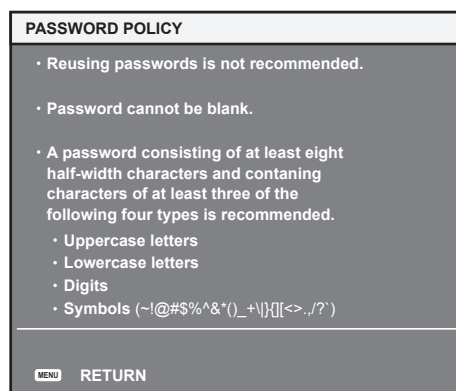 PASSWORD POLICY
・Reusing passwords is not recommended.
・Password cannot be blank.
・A password consisting of at least eight
half-width characters and contaning
characters of at least three of the
following four types is recommended.
・Uppercase letters
・Lowercase letters
・Digits
・Symbols (~!@#$%^&*()_+\|}{][<>.,/?`)
MENU RETURN